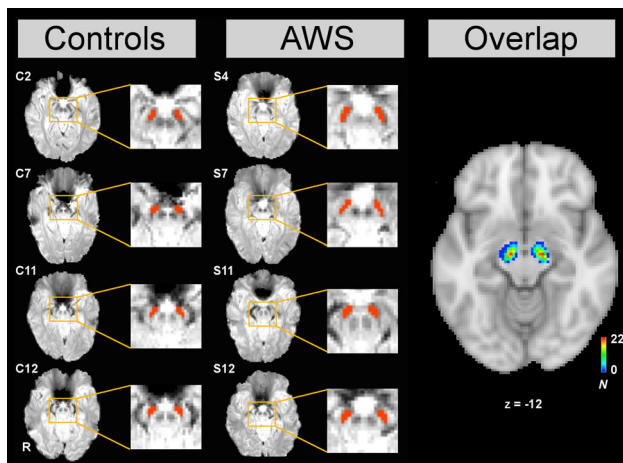 Controls
AWS
Overlap
C2
S4
C7
S7
C11
S11
C12
S12
R
22
0
N
z = -12